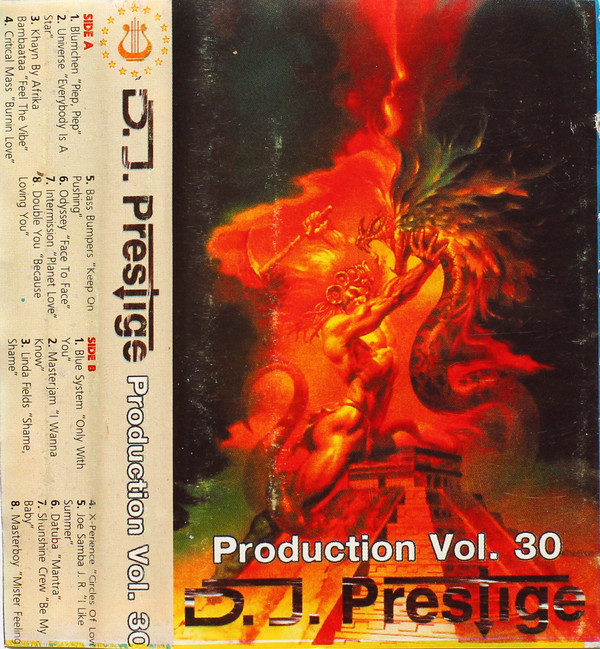 SIDE A
1. Blumchen "Piep, Piep"
2. Universe "Everybody Is A
Star"
3. Khayn By Afrika
Bambaataa "Feel The Vibe"
4. Critical Mass "Burnin Love"
5. Bass Bumpers "Keep On
Pushing"
6. Odyssey "Face To Face"
7. Intermission "Planet Love"
8. Double You "Because
Loving You"
SIDE B
1. Blue System "Only With
You"
2. Masterjam "I Wanna
Know"
3. Linda Fields "Shame,
Shame"
4. X-Perience "Circles Of Love
5. Joe Samba J. R. "I Like
Summer"
6. Datuba "Mantra"
7. Shunshine Crew "Be My
Baby"
8. Masterboy "Mister Feeling
D.J. Prestige Production Vol. 30
Production Vol. 30
D.J. Prestige